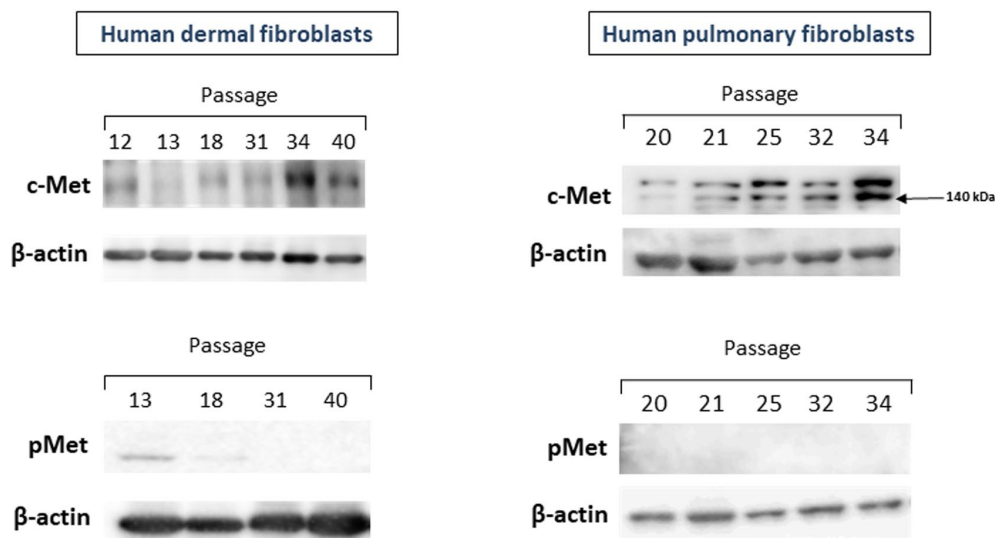 Human dermal fibroblasts
Passage
12 13 18 31 34 40
c-Met
β-actin
Passage
13 18 31 40
pMet
β-actin
Human pulmonary fibroblasts
Passage
20 21 25 32 34
c-Met
140 kDa
β-actin
Passage
20 21 25 32 34
pMet
β-actin